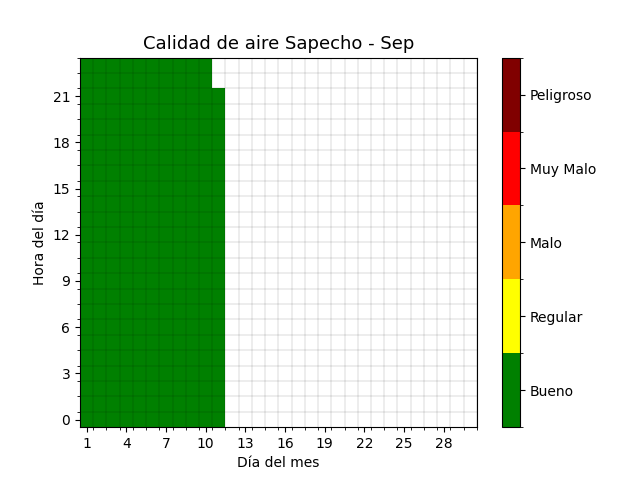 Calidad de aire Sapecho - Sep
Hora del día
21
18
15
12
9
6
3
0
1 4 7 10 13 16 19 22 25 28
Día del mes
Peligroso
Muy Malo
Malo
Regular
Bueno